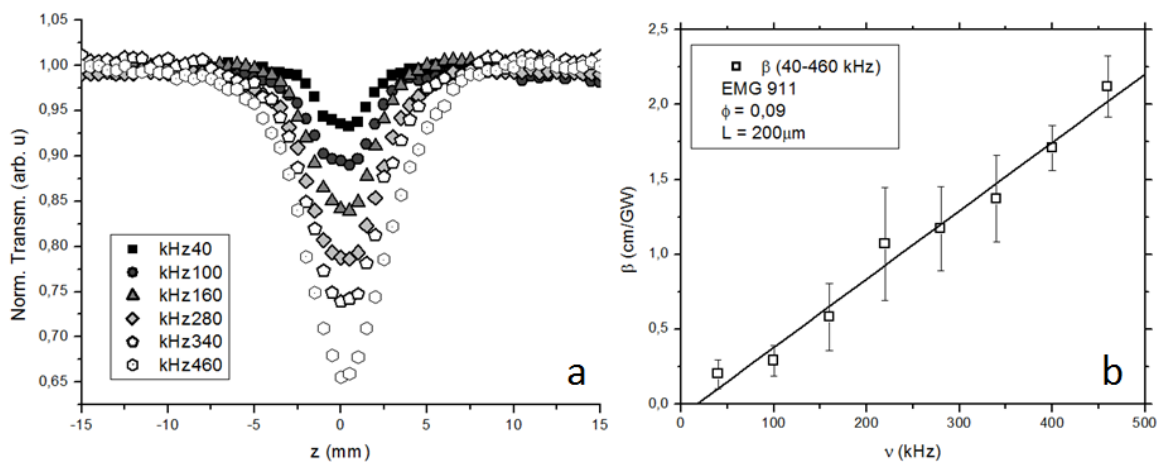 1,05
1,00
0,95
0,90
0,85
0,80
0,75
0,70
0,65
Norm. Transm. (arb. u)
kHz40
kHz100
kHz160
kHz280
kHz340
kHz460
a
-15 -10 -5 0 5 10 15
z (mm)
2,5
2,0
1,5
1,0
0,5
0,0
β (cm/GW)
β (40-460 kHz)
EMG 911
ϕ = 0,09
L = 200μm
b
0 100 200 300 400 500
ν (kHz)